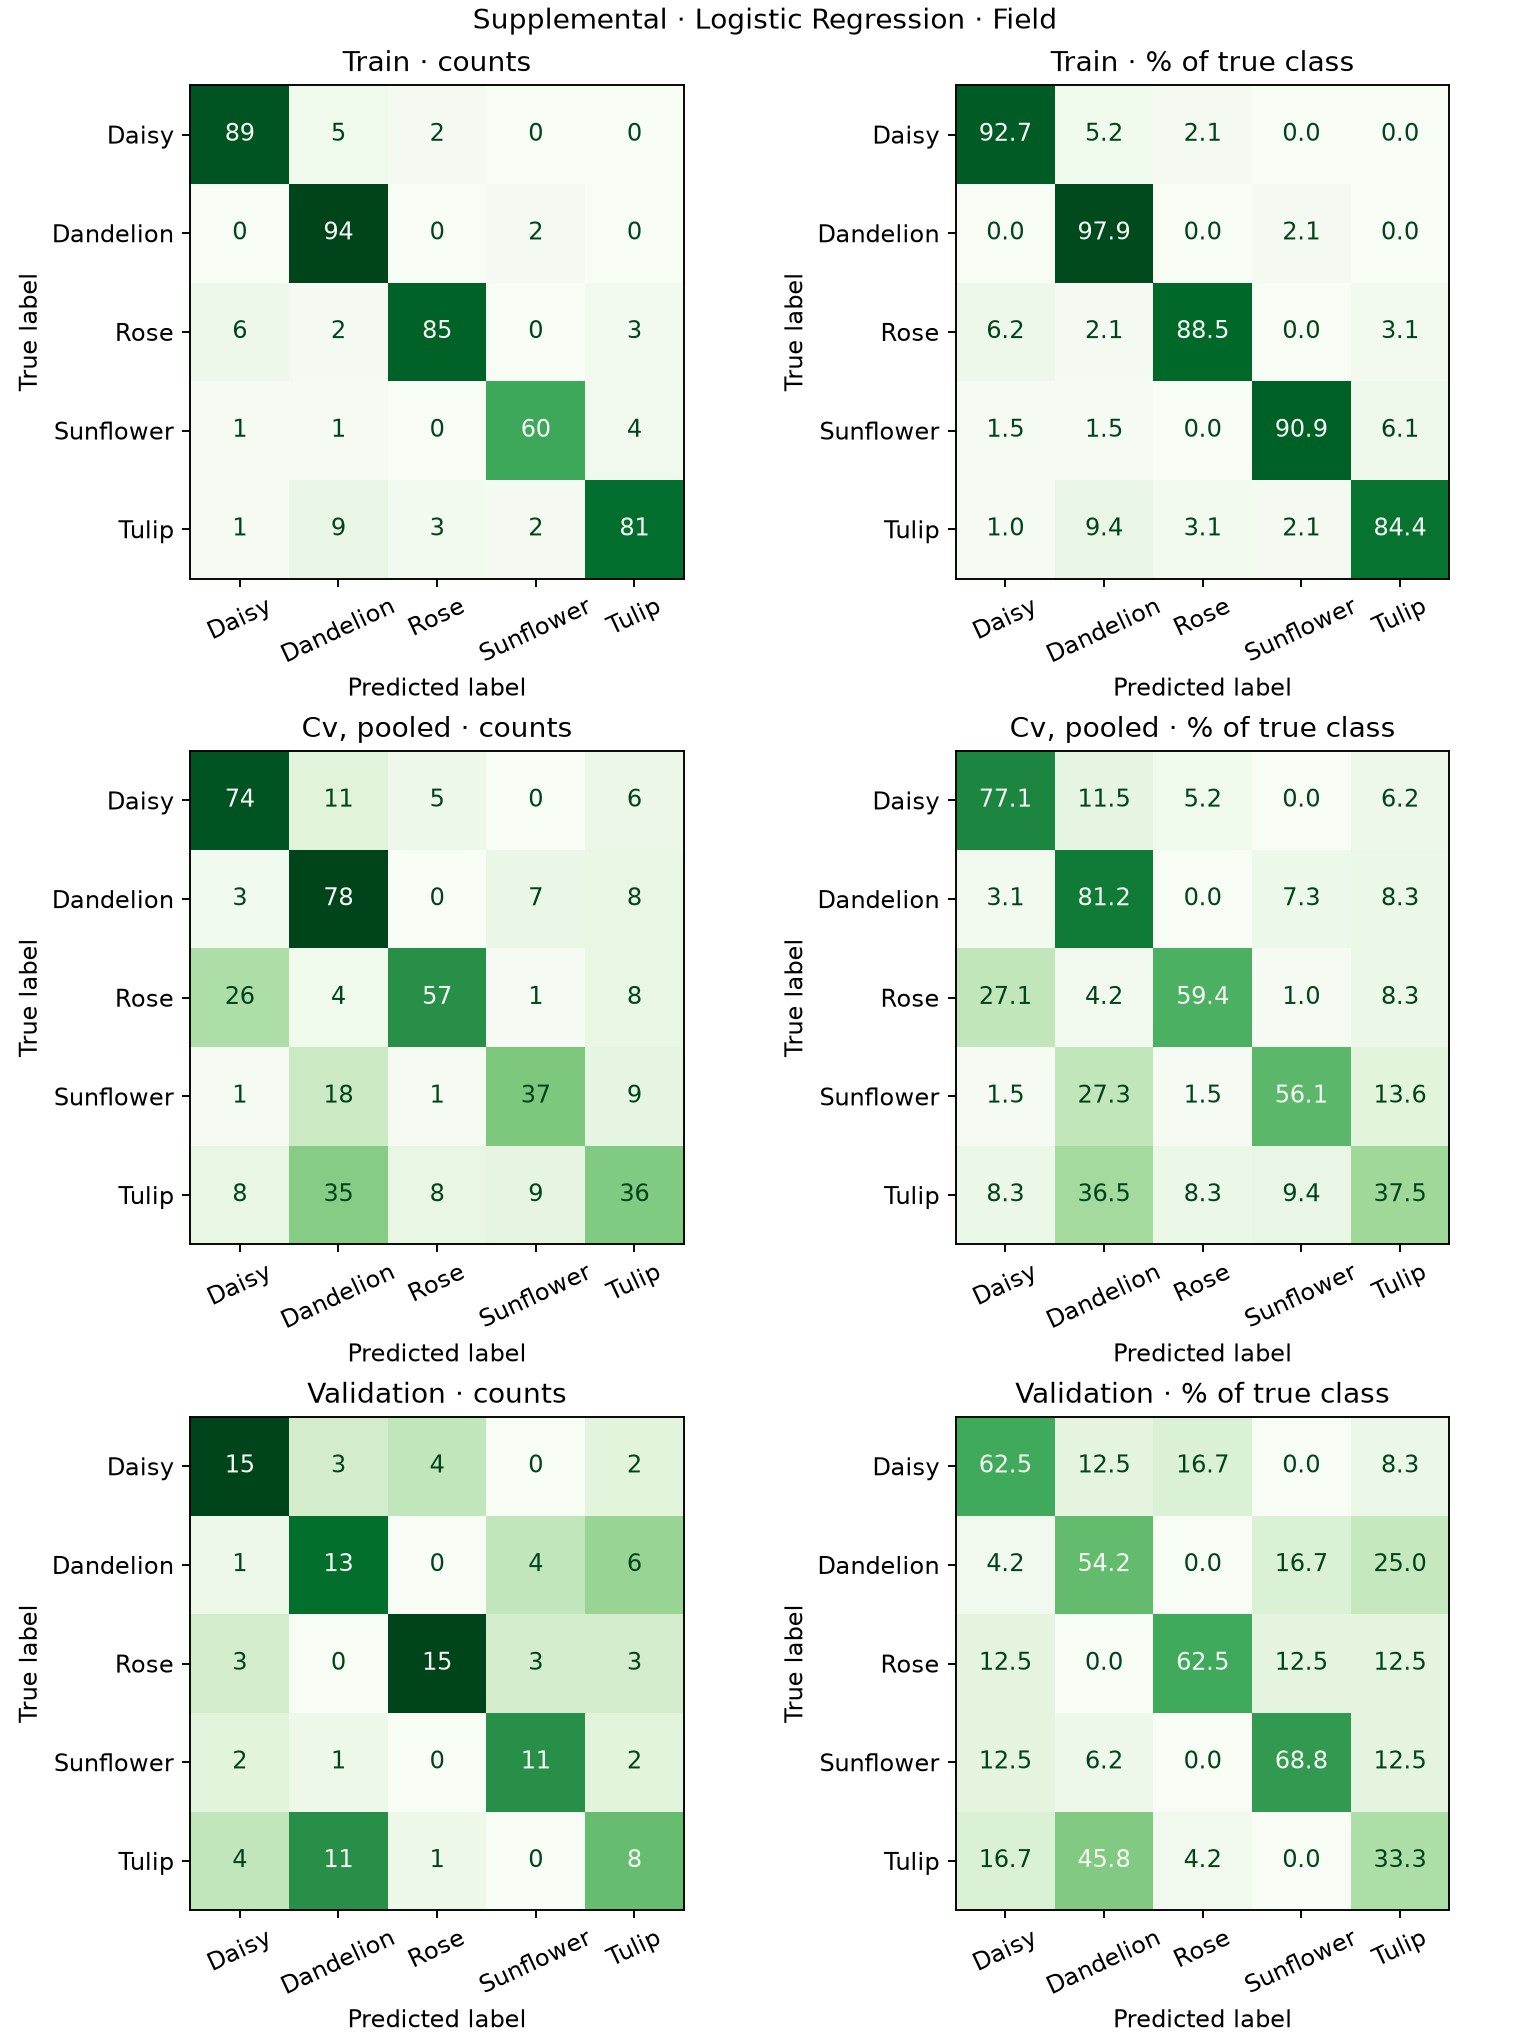 Supplemental · Logistic Regression · Field
Train · counts
True label
Daisy 89 5 2 0 0
Dandelion 0 94 0 2 0
Rose 6 2 85 0 3
Sunflower 1 1 0 60 4
Tulip 1 9 3 2 81
Daisy Dandelion Rose Sunflower Tulip
Predicted label
Train · % of true class
True label
Daisy 92.7 5.2 2.1 0.0 0.0
Dandelion 0.0 97.9 0.0 2.1 0.0
Rose 6.2 2.1 88.5 0.0 3.1
Sunflower 1.5 1.5 0.0 90.9 6.1
Tulip 1.0 9.4 3.1 2.1 84.4
Daisy Dandelion Rose Sunflower Tulip
Predicted label
Cv, pooled · counts
True label
Daisy 74 11 5 0 6
Dandelion 3 78 0 7 8
Rose 26 4 57 1 8
Sunflower 1 18 1 37 9
Tulip 8 35 8 9 36
Daisy Dandelion Rose Sunflower Tulip
Predicted label
Cv, pooled · % of true class
True label
Daisy 77.1 11.5 5.2 0.0 6.2
Dandelion 3.1 81.2 0.0 7.3 8.3
Rose 27.1 4.2 59.4 1.0 8.3
Sunflower 1.5 27.3 1.5 56.1 13.6
Tulip 8.3 36.5 8.3 9.4 37.5
Daisy Dandelion Rose Sunflower Tulip
Predicted label
Validation · counts
True label
Daisy 15 3 4 0 2
Dandelion 1 13 0 4 6
Rose 3 0 15 3 3
Sunflower 2 1 0 11 2
Tulip 4 11 1 0 8
Daisy Dandelion Rose Sunflower Tulip
Predicted label
Validation · % of true class
True label
Daisy 62.5 12.5 16.7 0.0 8.3
Dandelion 4.2 54.2 0.0 16.7 25.0
Rose 12.5 0.0 62.5 12.5 12.5
Sunflower 12.5 6.2 0.0 68.8 12.5
Tulip 16.7 45.8 4.2 0.0 33.3
Daisy Dandelion Rose Sunflower Tulip
Predicted label